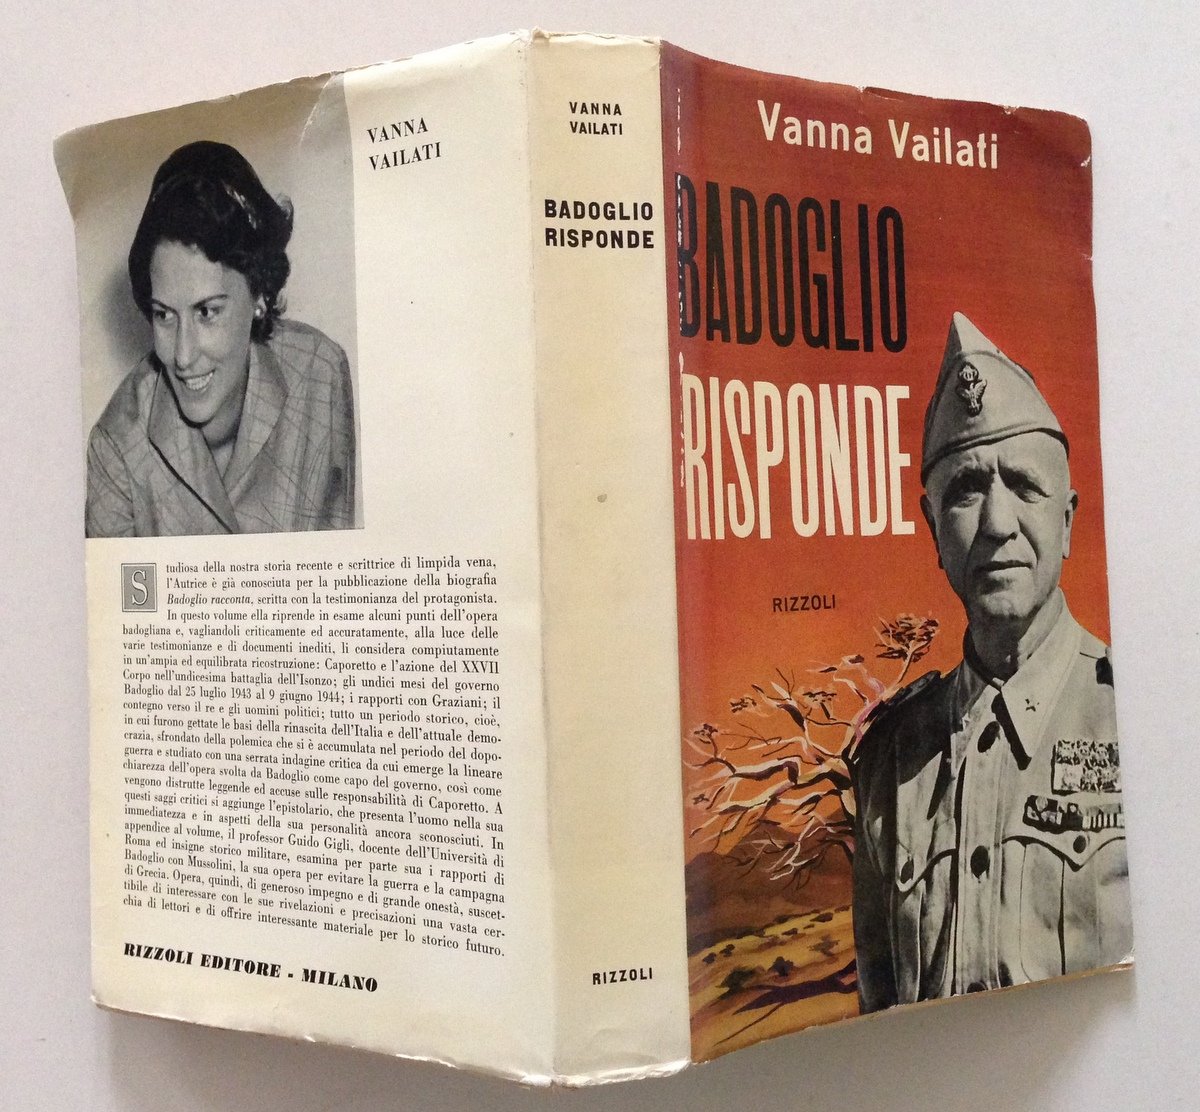 VANNA
VAILATI
Studiosa della nostra storia recente e scrittrice di limpida vena,
l'Autrice è già conosciuta per la pubblicazione della biografia
Badoglio racconta, scritta con la testimonianza del protagonista.
In questo volume ella riprende in esame alcuni punti dell'opera
badogliana e, vagliandoli criticamente ed accuratamente, alla luce delle
varie testimonianze e di documenti inediti, li considera compiutamente
in un'ampia ed equilibrata ricostruzione: Caporetto e l'azione del XXVII
Corpo nell'undicesima battaglia dell'Isonzo; gli undici mesi del governo
Badoglio dal 25 luglio 1943 al 9 giugno 1944; i rapporti con Graziani; il
contegno verso il re e gli uomini politici; tutto un periodo storico, cioè,
in cui furono gettate le basi della rinascita dell'Italia e dell'attuale demo-
crazia, sfrondato della polemica che si è accumulata nel periodo del dopo-
guerra e studiato con una serrata indagine critica da cui emerge la lineare
chiarezza dell'opera svolta da Badoglio come capo del governo, così come
vengono distrutte leggende ed accuse sulle responsabilità di Caporetto. A
questi saggi critici si aggiunge l'epistolario, che presenta l'uomo nella sua
immediatezza e in aspetti della sua personalità ancora sconosciuti. In
appendice al volume, il professor Guido Gigli, docente dell'Università di
Roma ed insigne storico militare, esamina per parte sua i rapporti di
Badoglio con Mussolini, la sua opera per evitare la guerra e la campagna
di Grecia. Opera, quindi, di generoso impegno e di grande onestà, suscet-
tibile di interessare con le sue rivelazioni e precisazioni una vasta cer-
chia di lettori e di offrire interessante materiale per lo storico futuro.
RIZZOLI EDITORE - MILANO
VANNA
VAILATI
BADOGLIO
RISPONDE
RIZZOLI
Vanna Vailati
BADOGLIO
RISPONDE
RIZZOLI